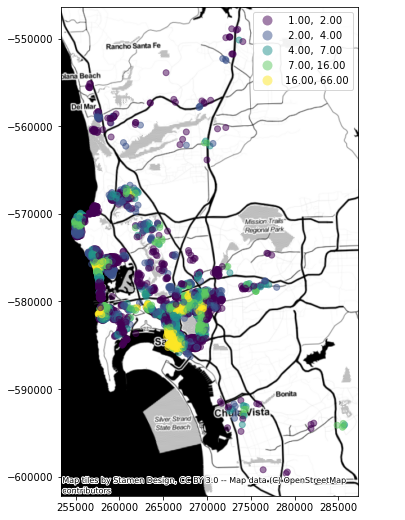 1.00, 2.00
2.00, 4.00
4.00, 7.00
7.00, 16.00
16.00, 66.00
−550000
−560000
−570000
−580000
−590000
−600000
Rancho Santa Fe
Beach
Del Mar
Mission Trails
Regional Park
Bonita
Chula Vista
Silver Strand
State Beach
Map tiles by Stamen Design, CC BY 3.0 -- Map data (C) OpenStreetMap
contributors
255000 260000 265000 270000 275000 280000 285000